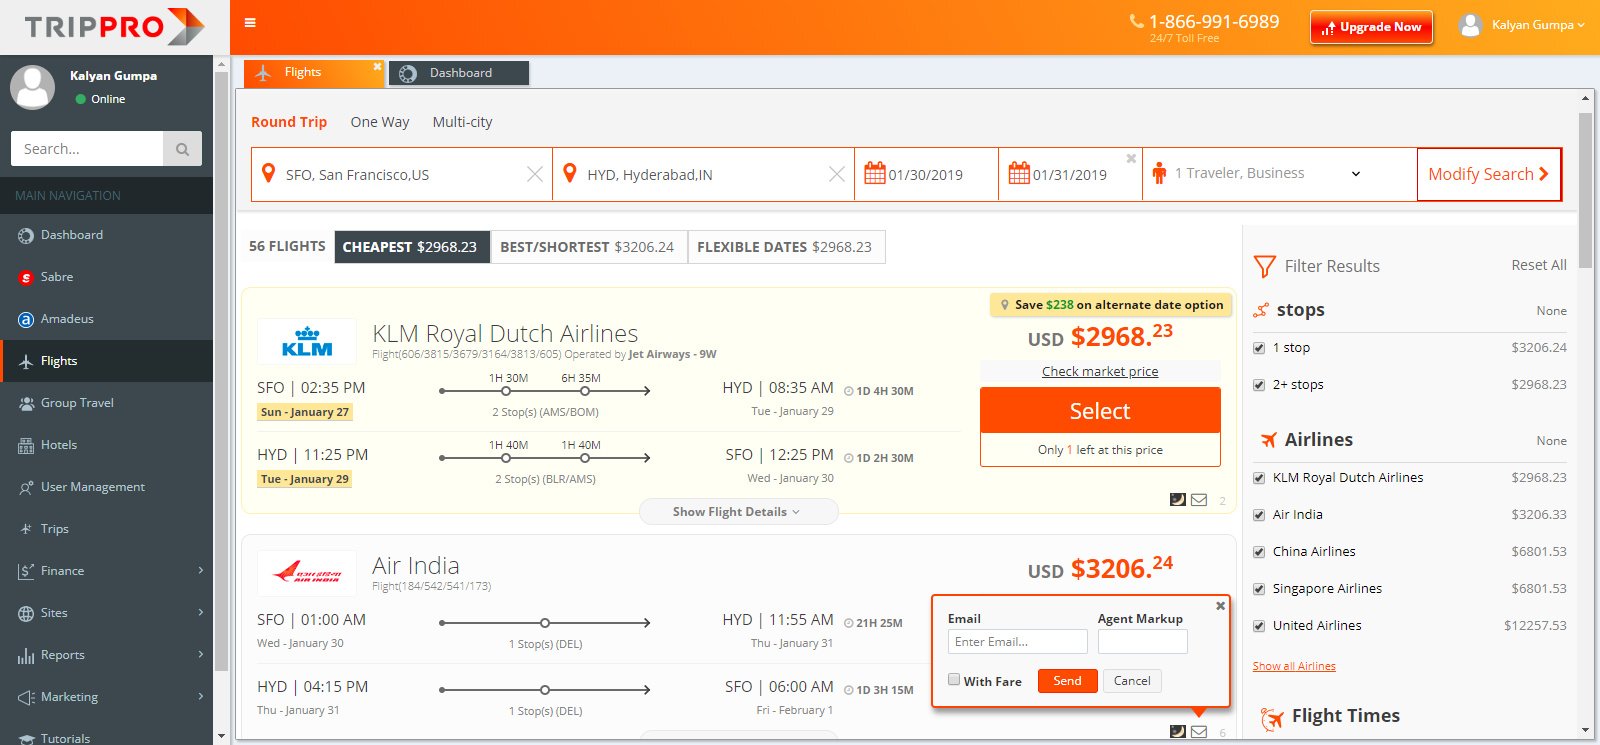 TRIPPRO
1-866-991-6989
24/7 Toll Free
Upgrade Now
Kalyan Gumpa
Kalyan Gumpa
Online
Search...
MAIN NAVIGATION
Dashboard
Sabre
Amadeus
Flights
Group Travel
Hotels
User Management
Trips
Finance
Sites
Reports
Marketing
Tutorials
Flights
Dashboard
Round Trip One Way Multi-city
SFO, San Francisco,US
HYD, Hyderabad,IN
01/30/2019
01/31/2019
1 Traveler, Business
Modify Search
56 FLIGHTS
CHEAPEST $2968.23
BEST/SHORTEST $3206.24
FLEXIBLE DATES $2968.23
Save $238 on alternate date option
KLM
KLM Royal Dutch Airlines
Flight(606/3815/3679/3164/3813/605) Operated by Jet Airways - 9W
USD $2968.23
Check market price
Select
Only 1 left at this price
SFO | 02:35 PM
Sun - January 27
1H 30M 6H 35M
2 Stop(s) (AMS/BOM)
HYD | 08:35 AM
Tue - January 29
1D 4H 30M
HYD | 11:25 PM
Tue - January 29
1H 40M 1H 40M
2 Stop(s) (BLR/AMS)
SFO | 12:25 PM
Wed - January 30
1D 2H 30M
2
Show Flight Details
AIR INDIA
Air India
Flight(184/542/541/173)
USD $3206.24
SFO | 01:00 AM
Wed - January 30
1 Stop(s) (DEL)
HYD | 11:55 AM
Thu - January 31
21H 25M
HYD | 04:15 PM
Thu - January 31
1 Stop(s) (DEL)
SFO | 06:00 AM
Fri - February 1
1D 3H 15M
Email
Agent Markup
Enter Email...
With Fare
Send
Cancel
6
Filter Results
Reset All
stops
None
1 stop $3206.24
2+ stops $2968.23
Airlines
None
KLM Royal Dutch Airlines $2968.23
Air India $3206.33
China Airlines $6801.53
Singapore Airlines $6801.53
United Airlines $12257.53
Show all Airlines
Flight Times